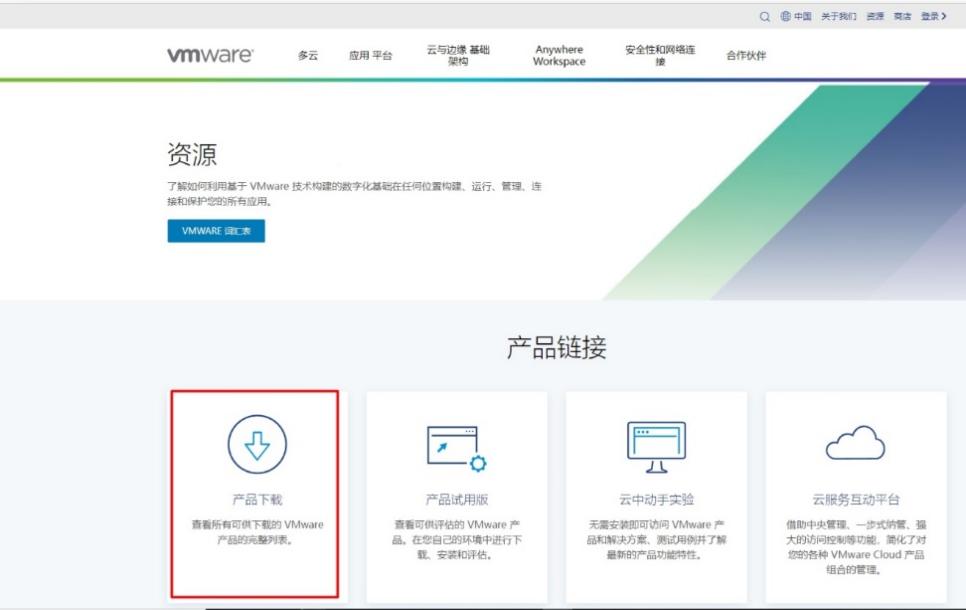 中国 关于我们 资源 商店 登录
vmware
多云
应用 平台
云与边缘 基础
架构
Anywhere
Workspace
安全性和网络连
接
合作伙伴
资源
了解如何利用基于 VMware 技术构建的数字化基础在任何位置构建、运行、管理、连
接和保护您的所有应用。
VMWARE 词汇表
产品链接
产品下载
查看所有可供下载的 VMware
产品的完整列表。
产品试用版
查看可供评估的 VMware 产
品。在您自己的环境中进行下
载、安装和评估。
云中动手实验
无需安装即可访问 VMware 产
品和解决方案、测试用例并了解
最新的产品功能特性。
云服务互动平台
借助中央管理、一步式纳管、强
大的访问控制等功能，简化了对
您的各种 VMware Cloud 产品
组合的管理。